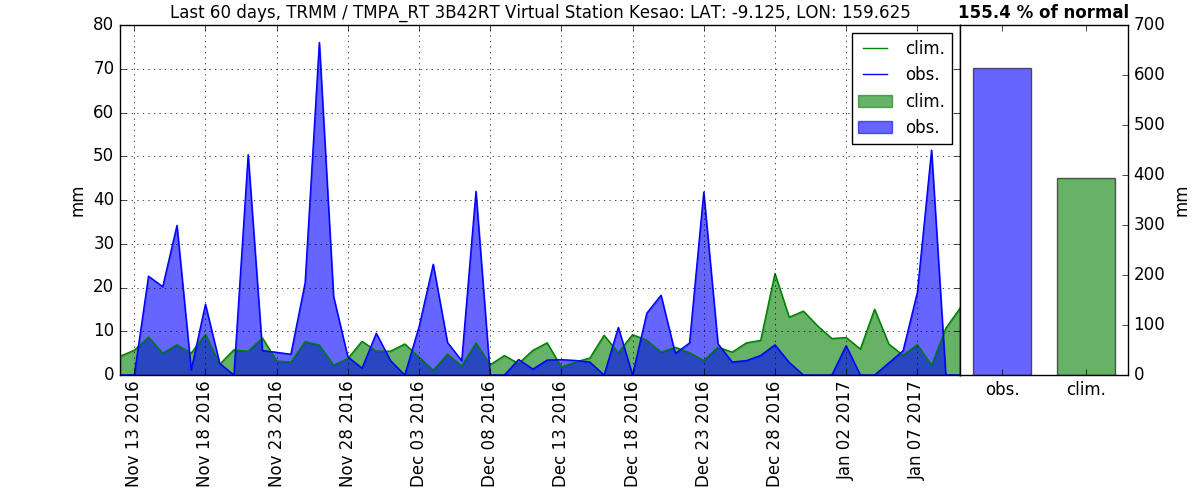 Last 60 days, TRMM / TMPA_RT 3B42RT Virtual Station Kesao: LAT: -9.125, LON: 159.625
155.4 % of normal
80
70
60
50
40
30
20
10
0
mm
clim.
obs.
clim.
obs.
Nov 13 2016
Nov 18 2016
Nov 23 2016
Nov 28 2016
Dec 03 2016
Dec 08 2016
Dec 13 2016
Dec 18 2016
Dec 23 2016
Dec 28 2016
Jan 02 2017
Jan 07 2017
700
600
500
400
300
200
100
0
mm
obs.
clim.